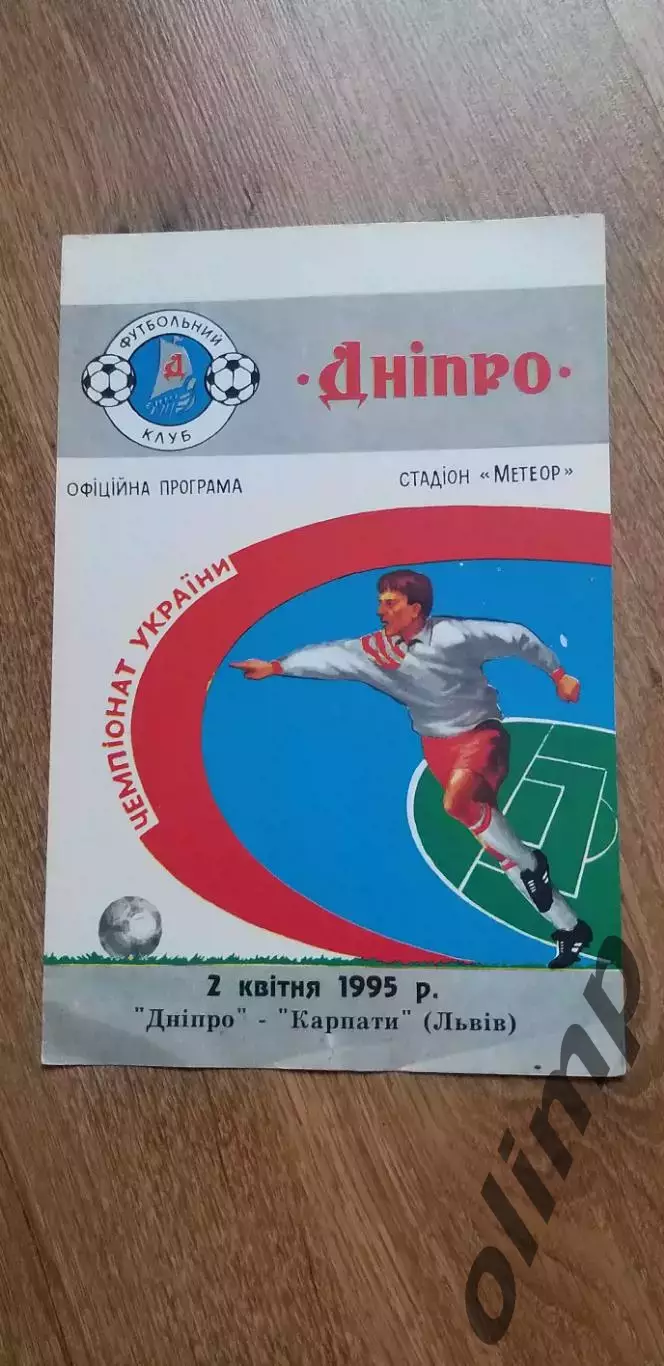 ФУТБОЛЬНИЙ
Д
КЛУБ
·Дніпро·
ОФІЦІЙНА ПРОГРАМА
СТАДІОН «МЕТЕОР»
ЧЕМПІОНАТ УКРАЇНИ
2 квітня 1995 р.
"Дніпро" - "Карпати" (Львів)
olimp